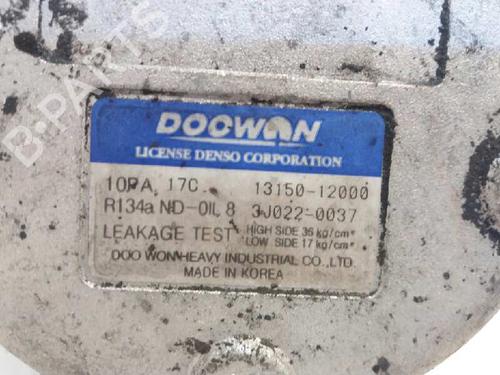 DOOWON
LICENSE DENSO CORPORATION
10PA 17C 13150-12000
R134a ND-OIL 8 3J022-0037
LEAKAGE TEST HIGH SIDE 36 kg/cm²
LOW SIDE 17 kg/cm²
DOO WON HEAVY INDUSTRIAL CO.,LTD.
MADE IN KOREA
B-PARTS